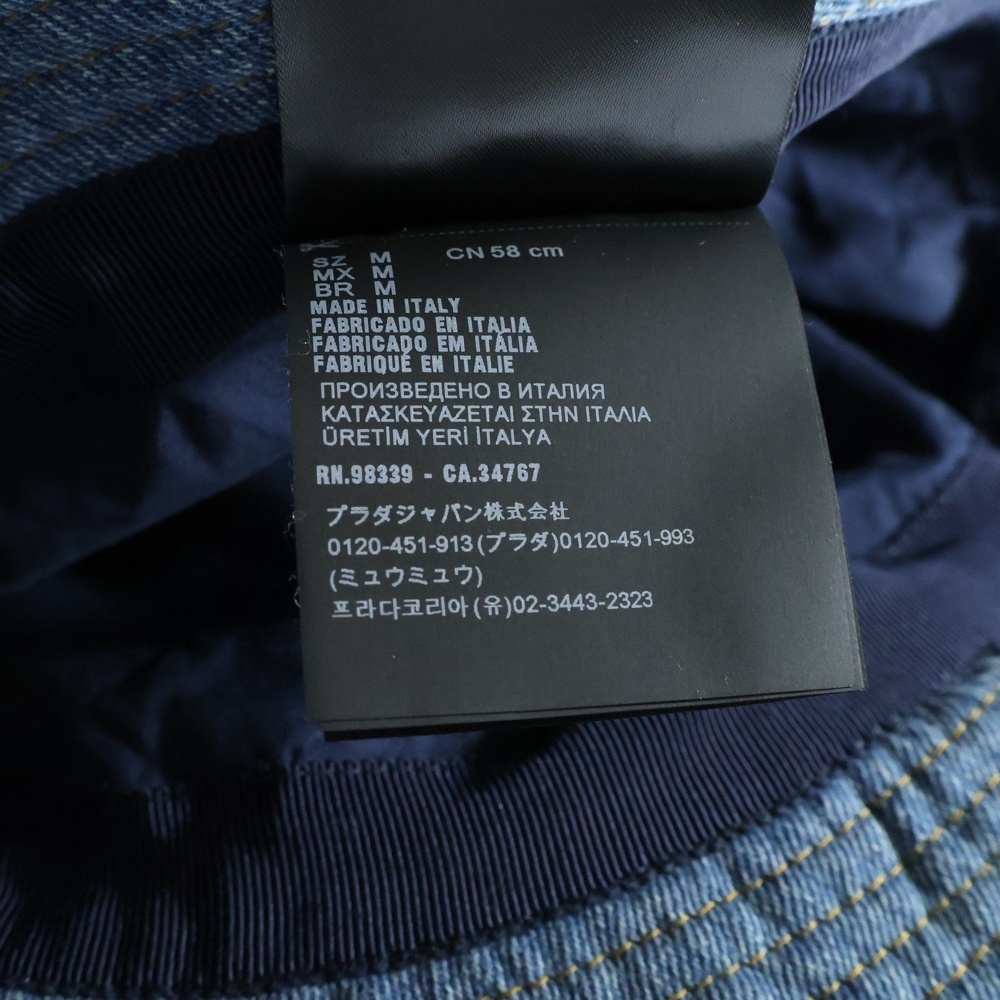 SZ M CN 58 cm
MX M
BR M
MADE IN ITALY
FABRICADO EN ITALIA
FABRICADO EM ITÁLIA
FABRIQUÉ EN ITALIE
ПРОИЗВЕДЕНО В ИТАЛИЯ
ΚΑΤΑΣΚΕΥΑΖΕΤΑΙ ΣΤΗΝ ΙΤΑΛΙΑ
ÜRETİM YERİ İTALYA
RN.98339 - CA.34767
プラダジャパン株式会社
0120-451-913(プラダ)0120-451-993
(ミュウミュウ)
프라다코리아(유)02-3443-2323